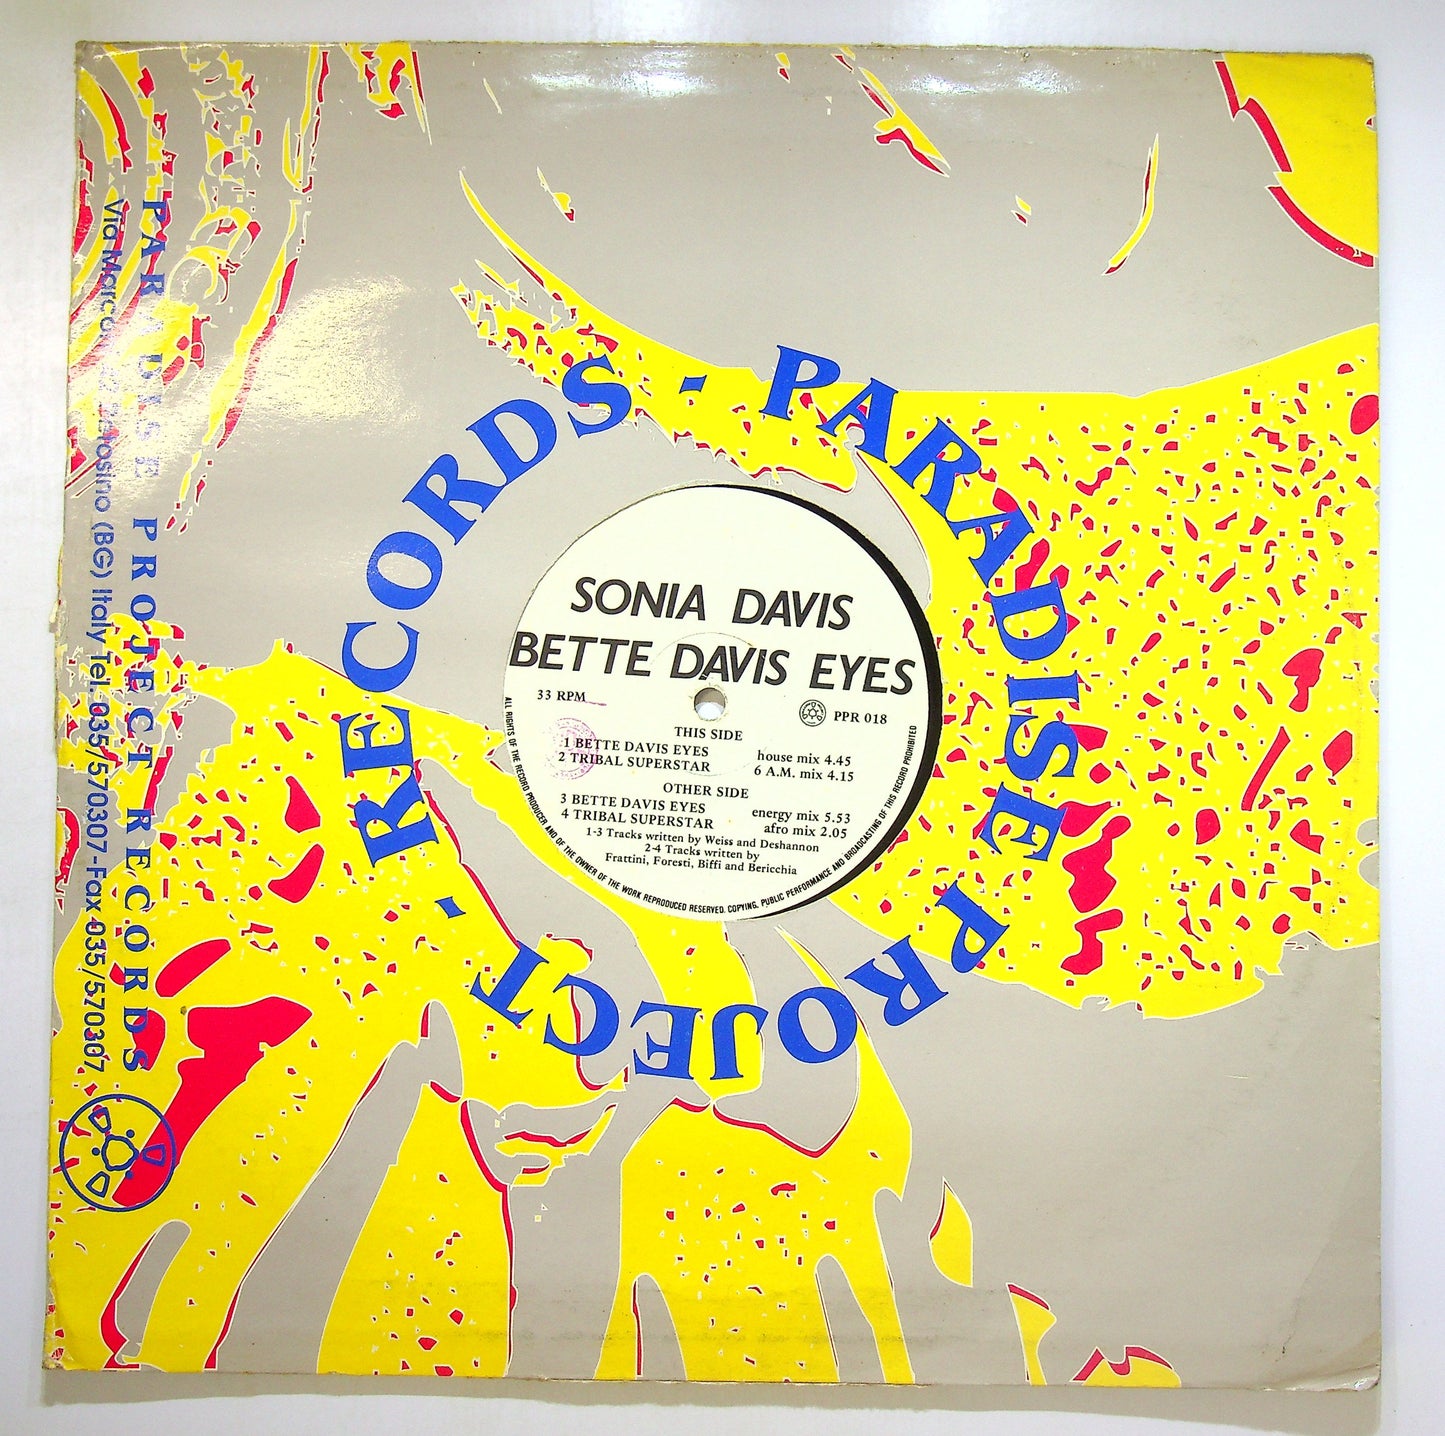 RECORDS - PARADISE PROJECT -
PARADISE PROJECT RECORDS
Via Marco (BG) Italy Tel. 035/570307-Fax 035/570307
SONIA DAVIS
BETTE DAVIS EYES
33 RPM
PPR 018
THIS SIDE
1 BETTE DAVIS EYES house mix 4.45
2 TRIBAL SUPERSTAR 6 A.M. mix 4.15
OTHER SIDE
3 BETTE DAVIS EYES energy mix 5.53
4 TRIBAL SUPERSTAR afro mix 2.05
1-3 Tracks written by Weiss and Deshannon
2-4 Tracks written by
Frattini, Foresti, Biffi and Bericchia
ALL RIGHTS OF THE RECORD PRODUCER AND OF THE OWNER OF THE WORK REPRODUCED RESERVED. COPYING, PUBLIC PERFORMANCE AND BROADCASTING OF THIS RECORD PROHIBITED